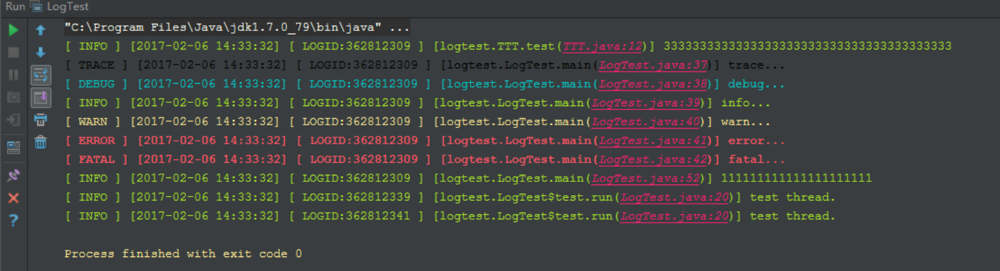 Run LogTest
"C:\Program Files\Java\jdk1.7.0_79\bin\java" ...
[ INFO ] [2017-02-06 14:33:32] [ LOGID:362812309 ] [logtest.TTT.test(TTT.java:12)] 3333333333333333333333333333333333333333
[ TRACE ] [2017-02-06 14:33:32] [ LOGID:362812309 ] [logtest.LogTest.main(LogTest.java:37)] trace...
[ DEBUG ] [2017-02-06 14:33:32] [ LOGID:362812309 ] [logtest.LogTest.main(LogTest.java:38)] debug...
[ INFO ] [2017-02-06 14:33:32] [ LOGID:362812309 ] [logtest.LogTest.main(LogTest.java:39)] info...
[ WARN ] [2017-02-06 14:33:32] [ LOGID:362812309 ] [logtest.LogTest.main(LogTest.java:40)] warn...
[ ERROR ] [2017-02-06 14:33:32] [ LOGID:362812309 ] [logtest.LogTest.main(LogTest.java:41)] error...
[ FATAL ] [2017-02-06 14:33:32] [ LOGID:362812309 ] [logtest.LogTest.main(LogTest.java:42)] fatal...
[ INFO ] [2017-02-06 14:33:32] [ LOGID:362812309 ] [logtest.LogTest.main(LogTest.java:52)] 111111111111111111111
[ INFO ] [2017-02-06 14:33:32] [ LOGID:362812339 ] [logtest.LogTest$test.run(LogTest.java:20)] test thread.
[ INFO ] [2017-02-06 14:33:32] [ LOGID:362812341 ] [logtest.LogTest$test.run(LogTest.java:20)] test thread.
Process finished with exit code 0